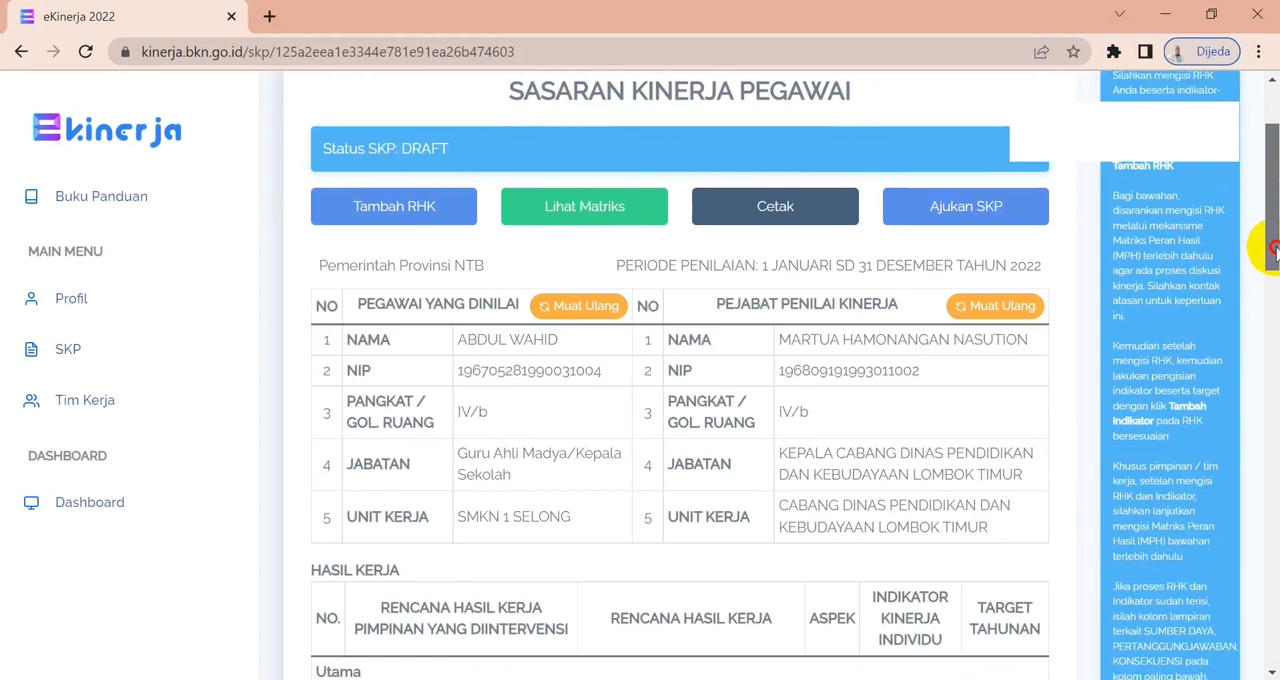 eKinerja 2022
kinerja.bkn.go.id/skp/125a2eea1e3344e781e91ea26b474603
Dijeda
Ekinerja
Buku Panduan
MAIN MENU
Profil
SKP
Tim Kerja
DASHBOARD
Dashboard
SASARAN KINERJA PEGAWAI
Status SKP: DRAFT
Tambah RHK
Lihat Matriks
Cetak
Ajukan SKP
Pemerintah Provinsi NTB
PERIODE PENILAIAN: 1 JANUARI SD 31 DESEMBER TAHUN 2022
NO PEGAWAI YANG DINILAI Muat Ulang NO PEJABAT PENILAI KINERJA Muat Ulang
1 NAMA ABDUL WAHID 1 NAMA MARTUA HAMONANGAN NASUTION
2 NIP 196705281990031004 2 NIP 196809191993011002
3 PANGKAT / GOL. RUANG IV/b 3 PANGKAT / GOL. RUANG IV/b
4 JABATAN Guru Ahli Madya/Kepala Sekolah 4 JABATAN KEPALA CABANG DINAS PENDIDIKAN DAN KEBUDAYAAN LOMBOK TIMUR
5 UNIT KERJA SMKN 1 SELONG 5 UNIT KERJA CABANG DINAS PENDIDIKAN DAN KEBUDAYAAN LOMBOK TIMUR
HASIL KERJA
NO. RENCANA HASIL KERJA PIMPINAN YANG DIINTERVENSI RENCANA HASIL KERJA ASPEK INDIKATOR KINERJA INDIVIDU TARGET TAHUNAN
Utama
Silahkan mengisi RHK
Anda beserta indikator-
Tambah RHK
Bagi bawahan,
disarankan mengisi RHK
melalui mekanisme
Matriks Peran Hasil
(MPH) terlebih dahulu
agar ada proses diskusi
kinerja. Silahkan kontak
atasan untuk keperluan
ini.
Kemudian setelah
mengisi RHK, kemudian
lakukan pengisian
indikator beserta target
dengan klik Tambah
Indikator pada RHK
bersesuaian
Khusus pimpinan / tim
kerja, setelah mengisi
RHK dan Indikator,
silahkan lanjutkan
mengisi Matriks Peran
Hasil (MPH) bawahan
terlebih dahulu
Jika proses RHK dan
Indikator sudah terisi,
isilah kolom lampiran
terkait SUMBER DAYA,
PERTANGGUNGJAWABAN,
KONSEKUENSI pada
kolom paling bawah.